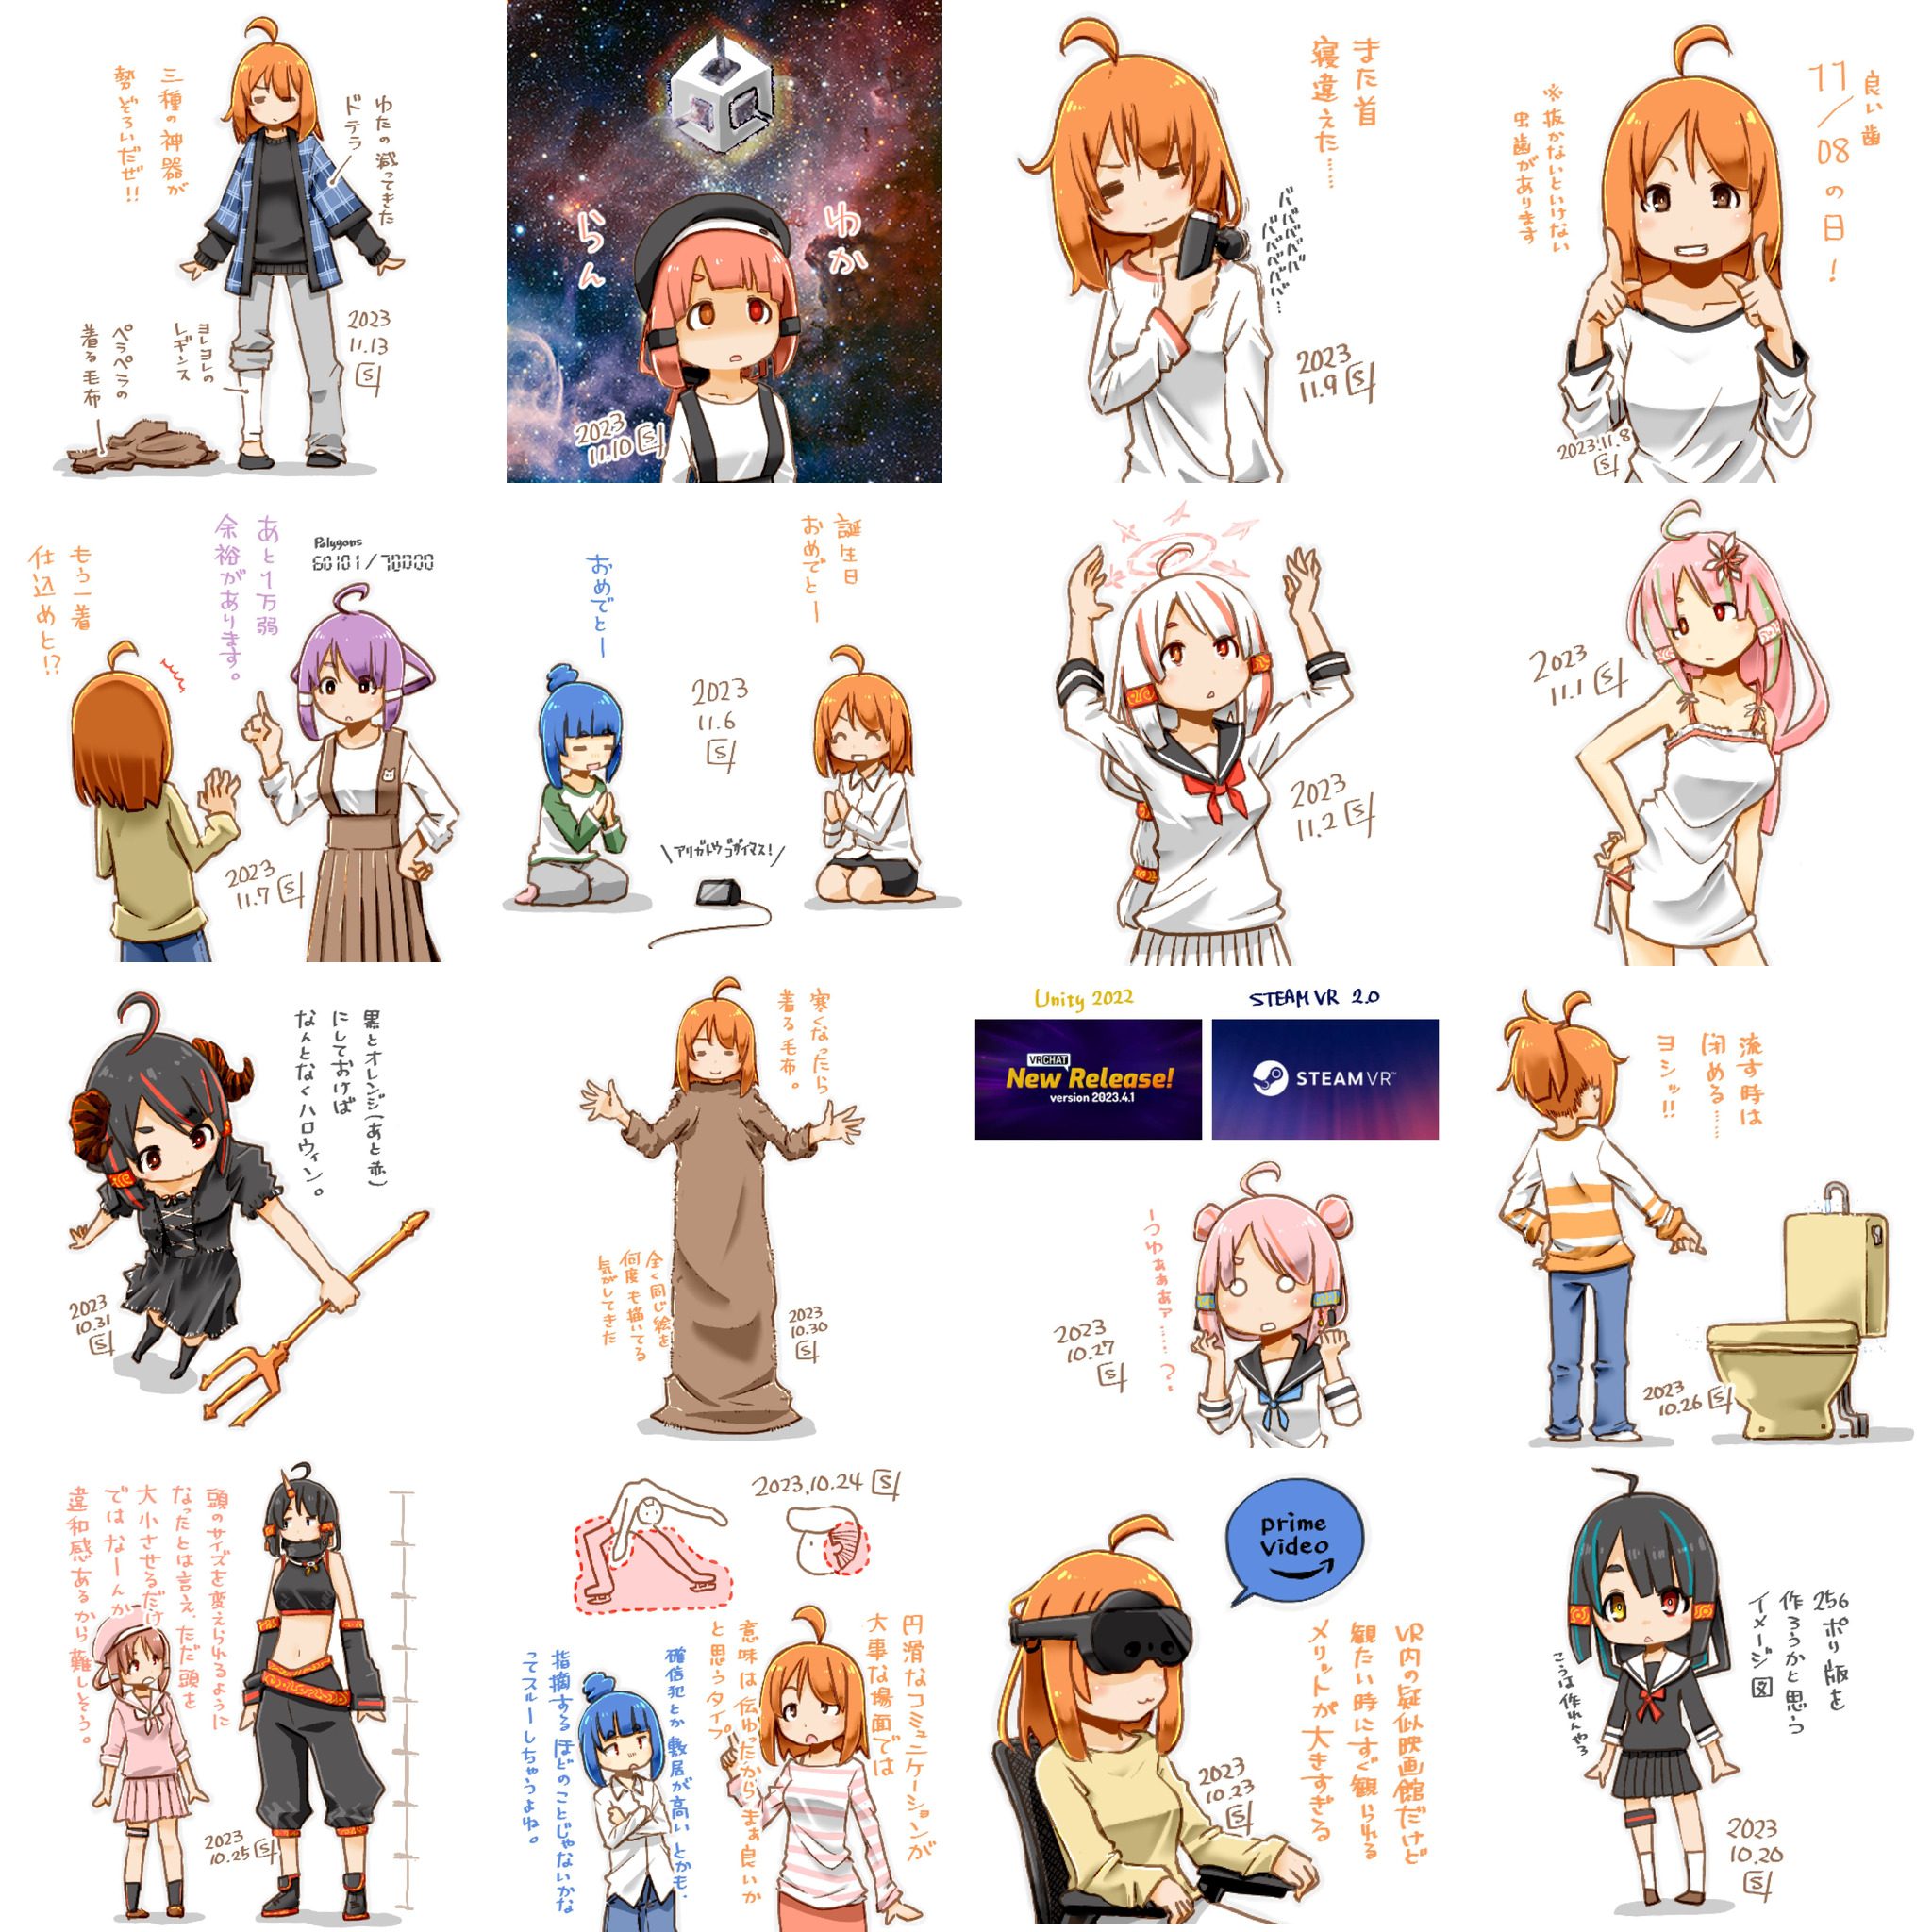 三種の神器が
勢ぞろいだぜ!!
わたの減ってきた
ドテラ
ヨレヨレの
レギンス
ペラペラの
着る毛布
2023
11.13
わか
らん
2023
11.10
また首
寝違えた……
ババババババババババ…
2023
11.9
良い歯
11/08の日!
※抜かないといけない
虫歯があります
2023.11.8
もう一着
仕込めと!?
あと1万弱
余裕があります。
Polygons
60101/70000
2023
11.7
誕生日
おめでとー
おめでとー
2023
11.6
\アリガトウゴザイマス!/
2023
11.2
2023
11.1
黒とオレンジ(あと赤)
にしておけば
なんとなくハロウィン。
2023
10.31
寒くなったら
着る毛布。
全く同じ絵を
何度も描いてる
気がしてきた
2023
10.30
Unity 2022
STEAM VR 2.0
VRCHAT
New Release!
version 2023.4.1
STEAMVR™
2023
10.27
流す時は
閉める……
ヨシッ!!
2023
10.26
頭のサイズを変えられるように
なったとは言え、ただ頭を
大小させるだけ
ではなーんか
違和感あるから難しそう。
2023
10.25
2023.10.24
円滑なコミュニケーションが
大事な場面では
意味は伝わったからまぁ良いか
と思うタイプ
確信犯とか敷居が高いとかも、
指摘するほどのことじゃないかな
ってスルーしちゃうよね。
prime
video
VR内の疑似映画館だけど
観たい時にすぐ観られる
メリットが大きすぎる
2023
10.23
256ポリ版を
作ろうかと思う
イメージ図
こうは作れんやろ
2023
10.20